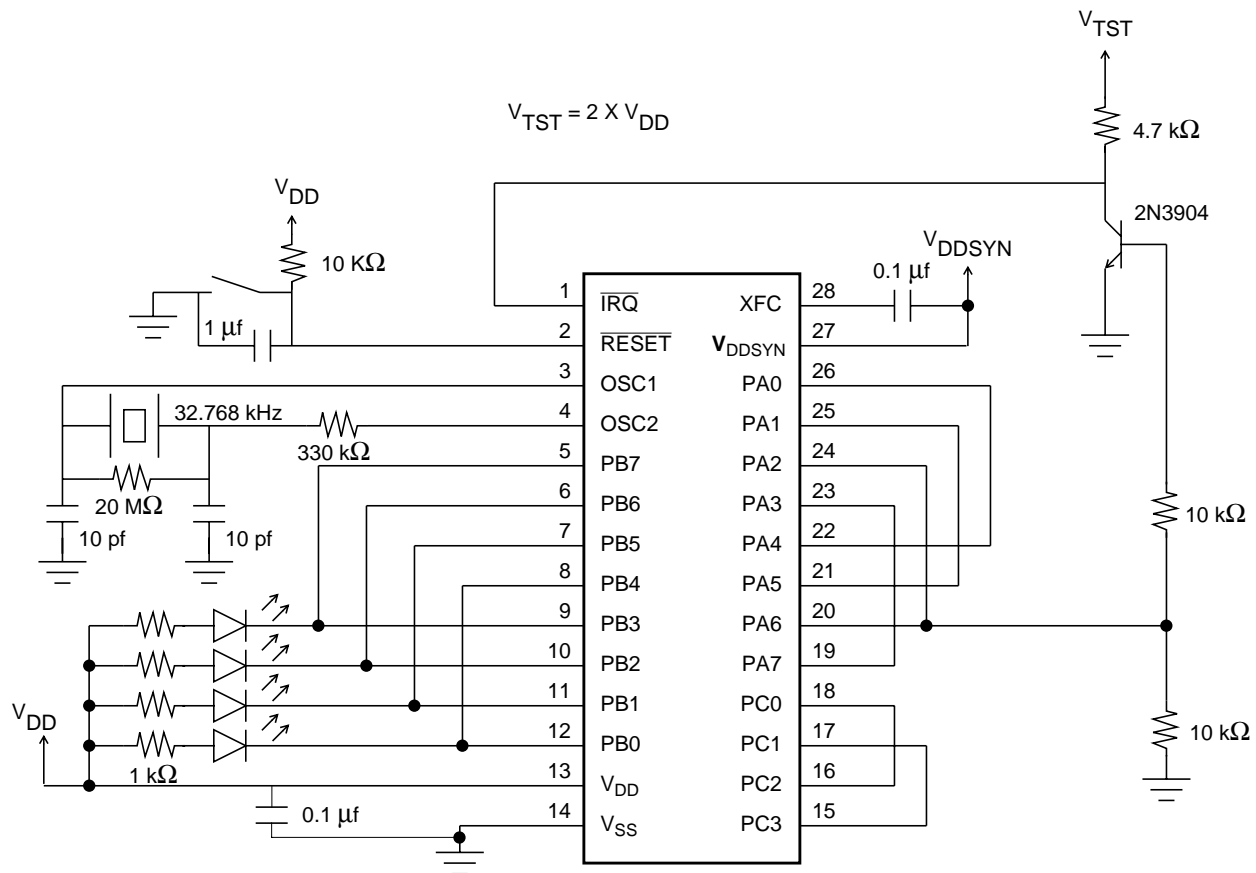 V_TST
V_TST = 2 X V_DD
4.7 kΩ
V_DD
2N3904
10 KΩ
V_DDSYN
0.1 µf
1 µf
1 IRQ XFC 28
2 RESET V_DDSYN 27
3 OSC1 PA0 26
32.768 kHz
4 OSC2 PA1 25
330 kΩ
5 PB7 PA2 24
20 MΩ
6 PB6 PA3 23
10 kΩ
10 pf 10 pf
7 PB5 PA4 22
8 PB4 PA5 21
9 PB3 PA6 20
10 PB2 PA7 19
11 PB1 PC0 18
V_DD
12 PB0 PC1 17
10 kΩ
1 kΩ
13 V_DD PC2 16
0.1 µf
14 V_SS PC3 15